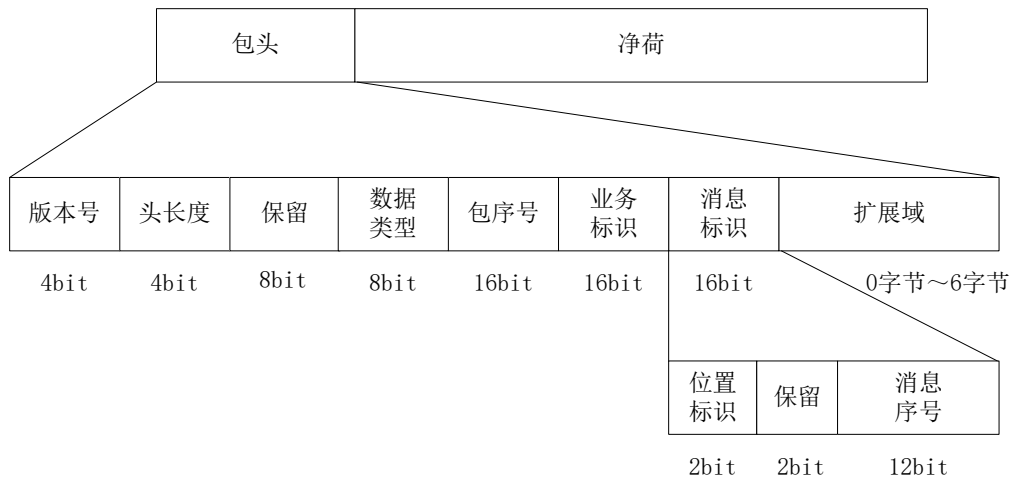 包头
净荷
版本号
头长度
保留
数据
类型
包序号
业务
标识
消息
标识
扩展域
4bit
4bit
8bit
8bit
16bit
16bit
16bit
0字节～6字节
位置
标识
保留
消息
序号
2bit
2bit
12bit